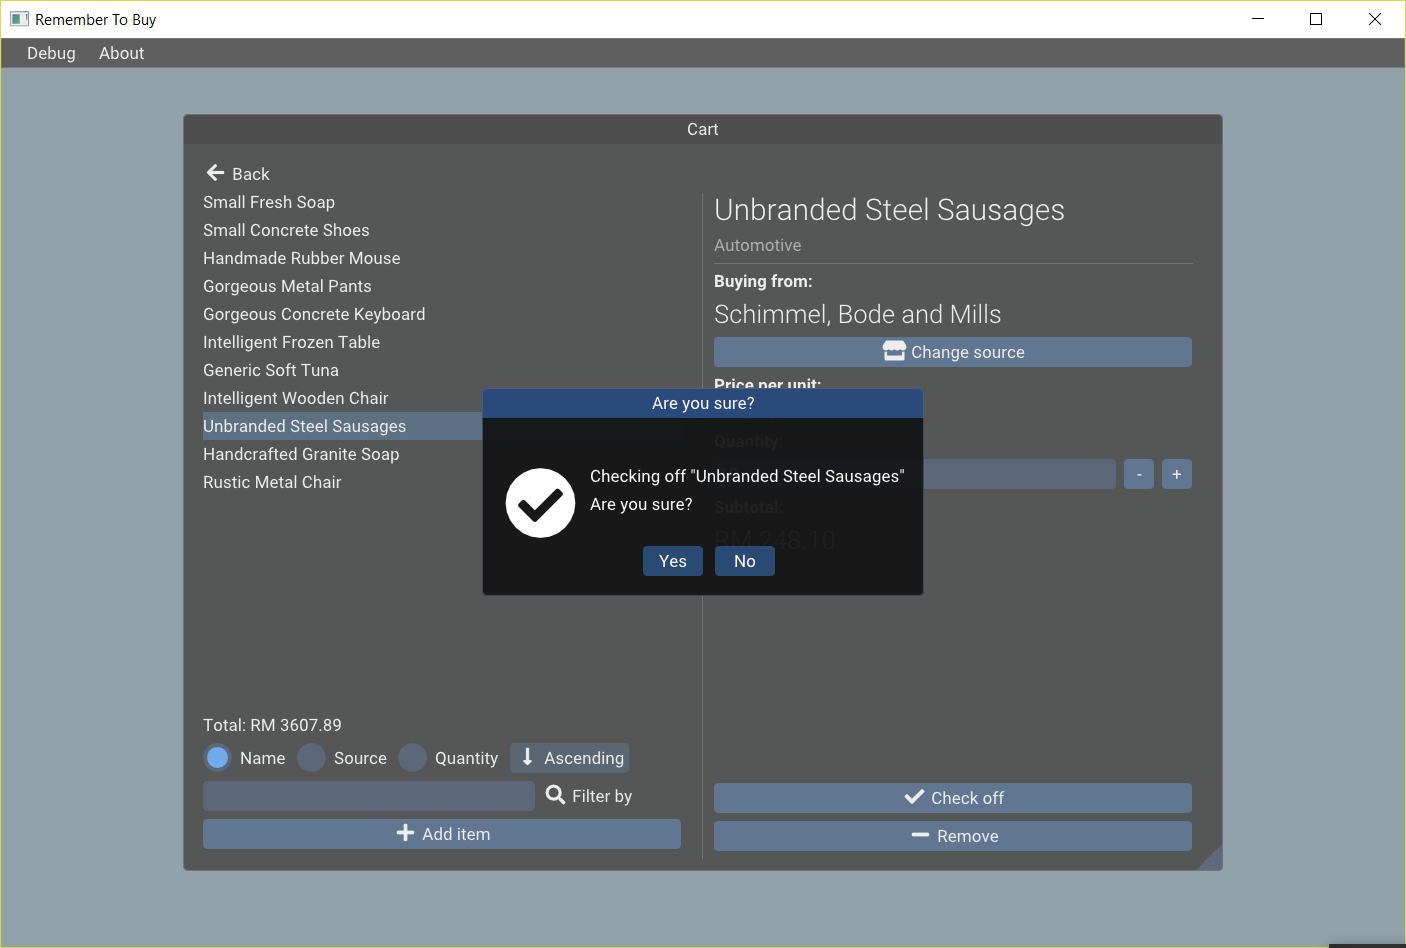 Remember To Buy
Debug About
Cart
Back
Small Fresh Soap
Small Concrete Shoes
Handmade Rubber Mouse
Gorgeous Metal Pants
Gorgeous Concrete Keyboard
Intelligent Frozen Table
Generic Soft Tuna
Intelligent Wooden Chair
Unbranded Steel Sausages
Handcrafted Granite Soap
Rustic Metal Chair
Total: RM 3607.89
Name Source Quantity Ascending
Filter by
Add item
Unbranded Steel Sausages
Automotive
Buying from:
Schimmel, Bode and Mills
Change source
Price per unit:
Quantity:
- +
Subtotal:
RM 248.10
Check off
Remove
Are you sure?
Checking off "Unbranded Steel Sausages"
Are you sure?
Yes No